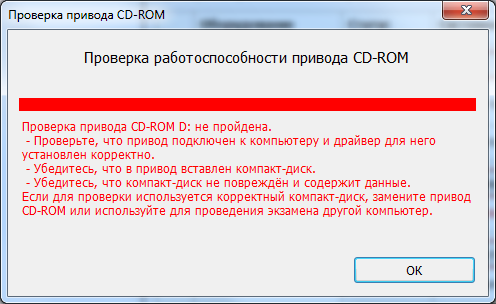 Проверка привода CD-ROM
Проверка работоспособности привода CD-ROM
Проверка привода CD-ROM D: не пройдена.
- Проверьте, что привод подключен к компьютеру и драйвер для него
установлен корректно.
- Убедитесь, что в привод вставлен компакт-диск.
- Убедитесь, что компакт-диск не повреждён и содержит данные.
Если для проверки используется корректный компакт-диск, замените привод
CD-ROM или используйте для проведения экзамена другой компьютер.
OK